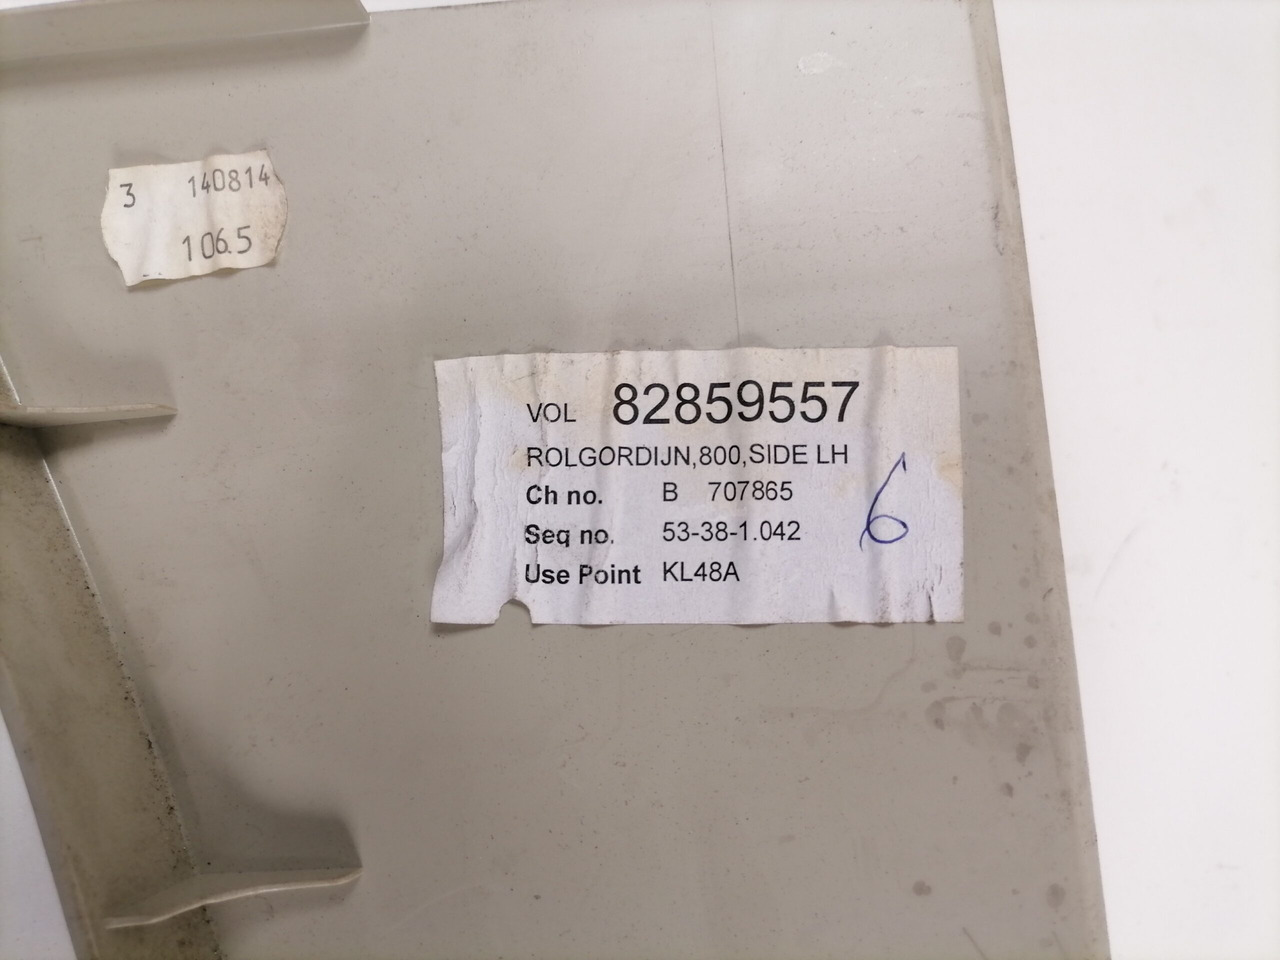 3 140814
106.5
VOL 82859557
ROLGORDIJN,800,SIDE LH
Ch no. B 707865
Seq no. 53-38-1.042
Use Point KL48A
6